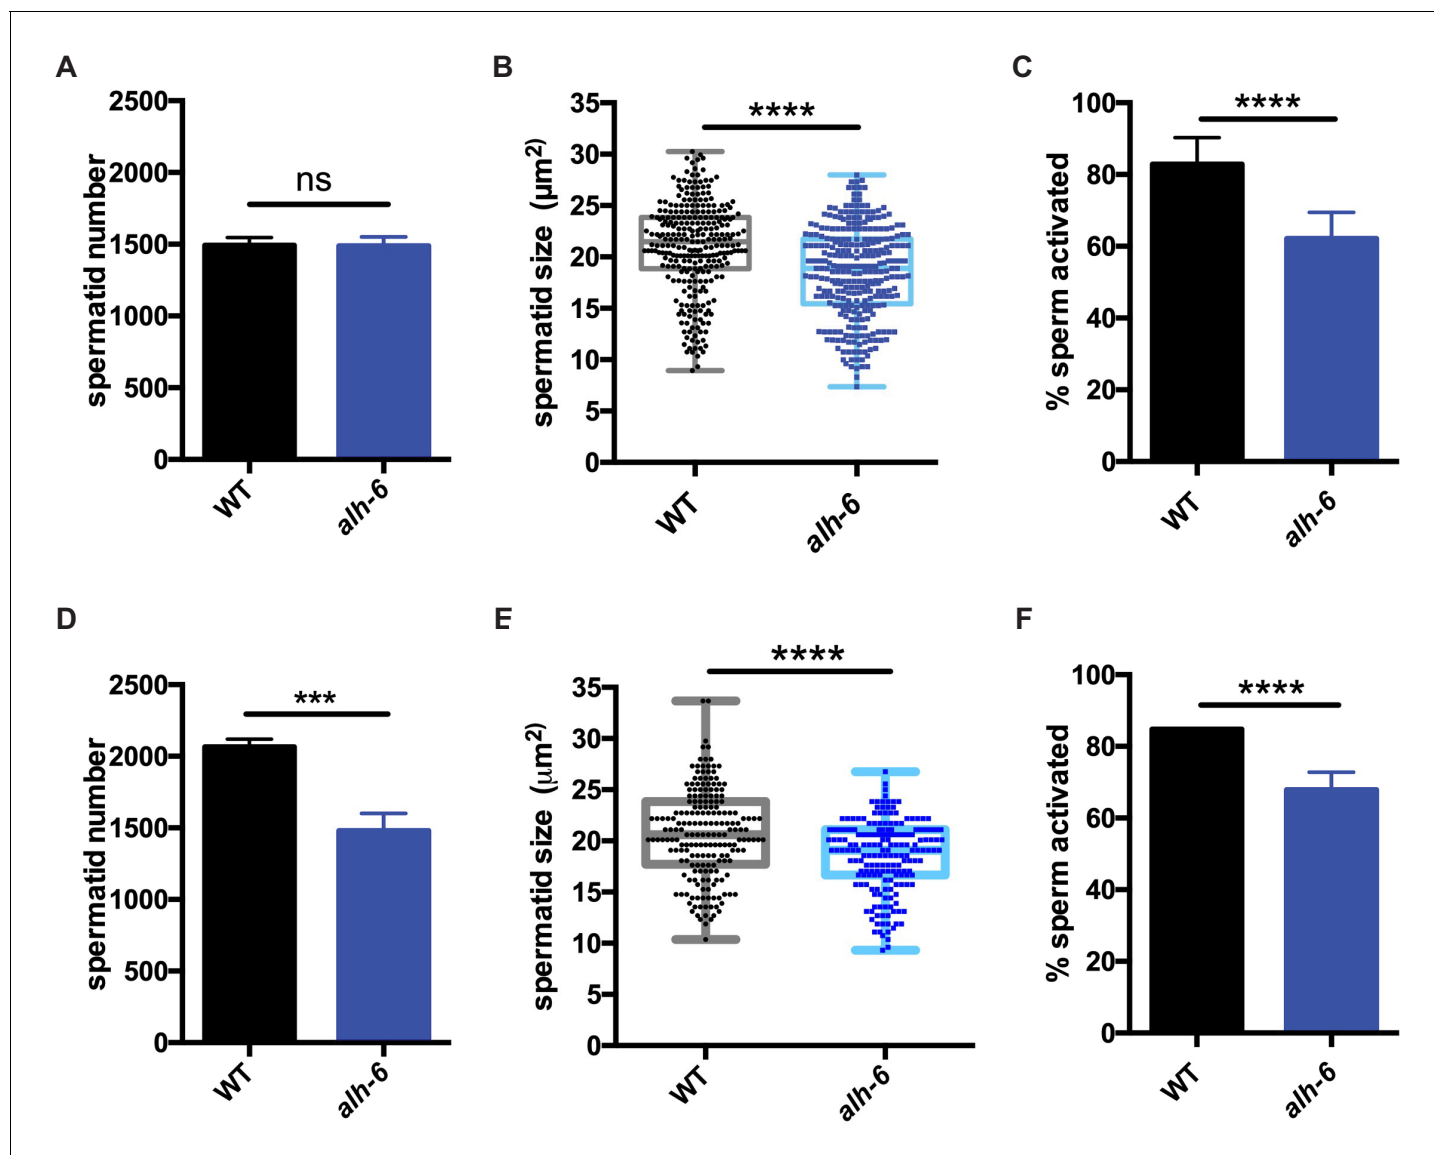 A
spermatid number
2500
2000
1500
1000
500
0
ns
WT
alh-6
B
spermatid size (µm²)
35
30
25
20
15
10
5
0
****
WT
alh-6
C
% sperm activated
100
80
60
40
20
0
****
WT
alh-6
D
spermatid number
2500
2000
1500
1000
500
0
***
WT
alh-6
E
spermatid size (µm²)
35
30
25
20
15
10
5
0
****
WT
alh-6
F
% sperm activated
100
80
60
40
20
0
****
WT
alh-6